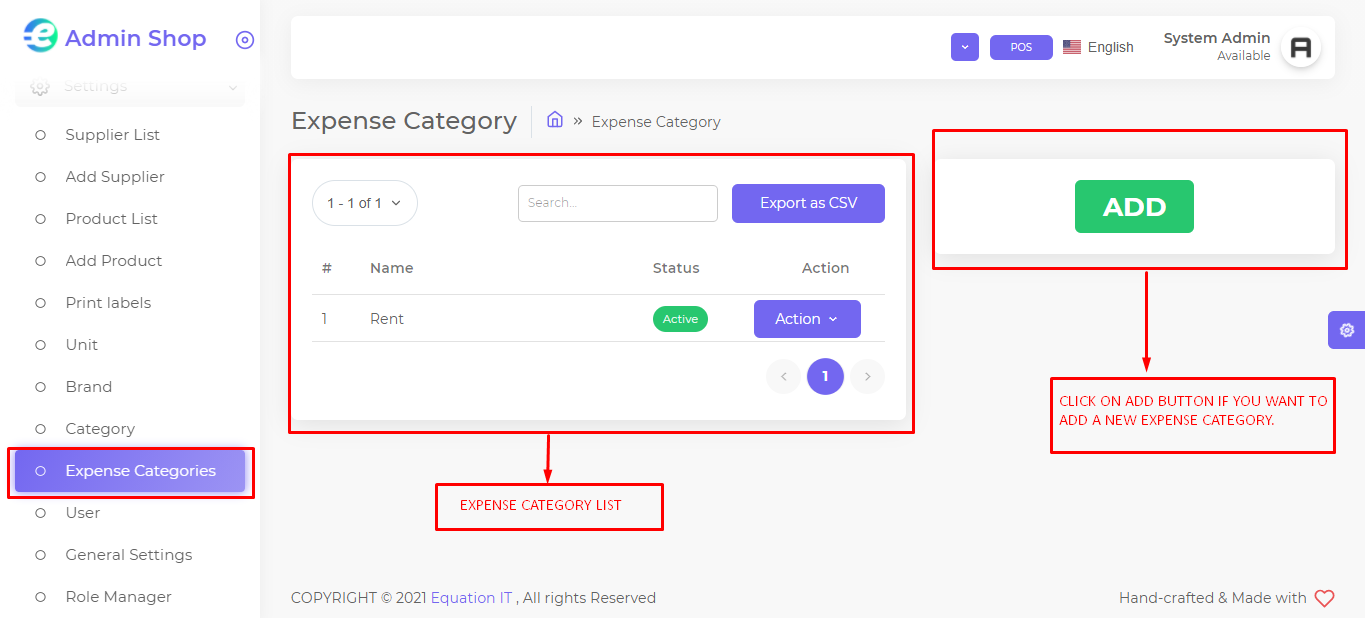 Admin Shop
Settings
Supplier List
Add Supplier
Product List
Add Product
Print labels
Unit
Brand
Category
Expense Categories
User
General Settings
Role Manager
POS
English
System Admin
Available
Expense Category
» Expense Category
1 - 1 of 1
Search...
Export as CSV
# Name Status Action
1 Rent Active Action
< 1 >
ADD
CLICK ON ADD BUTTON IF YOU WANT TO
ADD A NEW EXPENSE CATEGORY.
EXPENSE CATEGORY LIST
COPYRIGHT © 2021 Equation IT , All rights Reserved
Hand-crafted & Made with